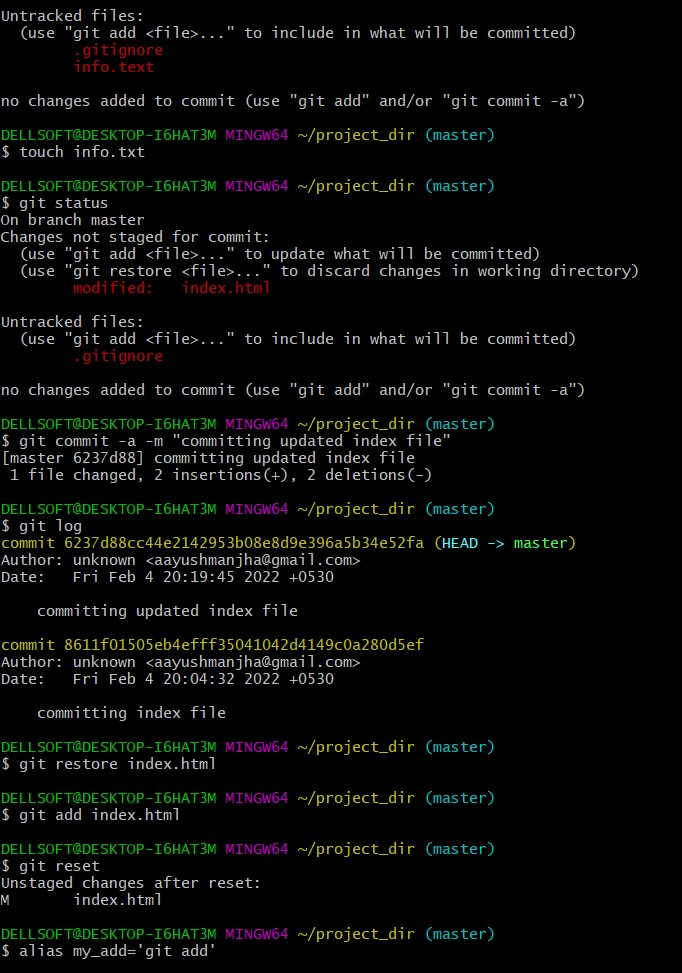 Untracked files:
  (use "git add <file>..." to include in what will be committed)
        .gitignore
        info.text

no changes added to commit (use "git add" and/or "git commit -a")

DELLSOFT@DESKTOP-I6HAT3M MINGW64 ~/project_dir (master)
$ touch info.txt

DELLSOFT@DESKTOP-I6HAT3M MINGW64 ~/project_dir (master)
$ git status
On branch master
Changes not staged for commit:
  (use "git add <file>..." to update what will be committed)
  (use "git restore <file>..." to discard changes in working directory)
        modified:   index.html

Untracked files:
  (use "git add <file>..." to include in what will be committed)
        .gitignore

no changes added to commit (use "git add" and/or "git commit -a")

DELLSOFT@DESKTOP-I6HAT3M MINGW64 ~/project_dir (master)
$ git commit -a -m "committing updated index file"
[master 6237d88] committing updated index file
 1 file changed, 2 insertions(+), 2 deletions(-)

DELLSOFT@DESKTOP-I6HAT3M MINGW64 ~/project_dir (master)
$ git log
commit 6237d88cc44e2142953b08e8d9e396a5b34e52fa (HEAD -> master)
Author: unknown <aayushmanjha@gmail.com>
Date:   Fri Feb 4 20:19:45 2022 +0530

    committing updated index file

commit 8611f01505eb4efff35041042d4149c0a280d5ef
Author: unknown <aayushmanjha@gmail.com>
Date:   Fri Feb 4 20:04:32 2022 +0530

    committing index file

DELLSOFT@DESKTOP-I6HAT3M MINGW64 ~/project_dir (master)
$ git restore index.html

DELLSOFT@DESKTOP-I6HAT3M MINGW64 ~/project_dir (master)
$ git add index.html

DELLSOFT@DESKTOP-I6HAT3M MINGW64 ~/project_dir (master)
$ git reset
Unstaged changes after reset:
M       index.html

DELLSOFT@DESKTOP-I6HAT3M MINGW64 ~/project_dir (master)
$ alias my_add='git add'